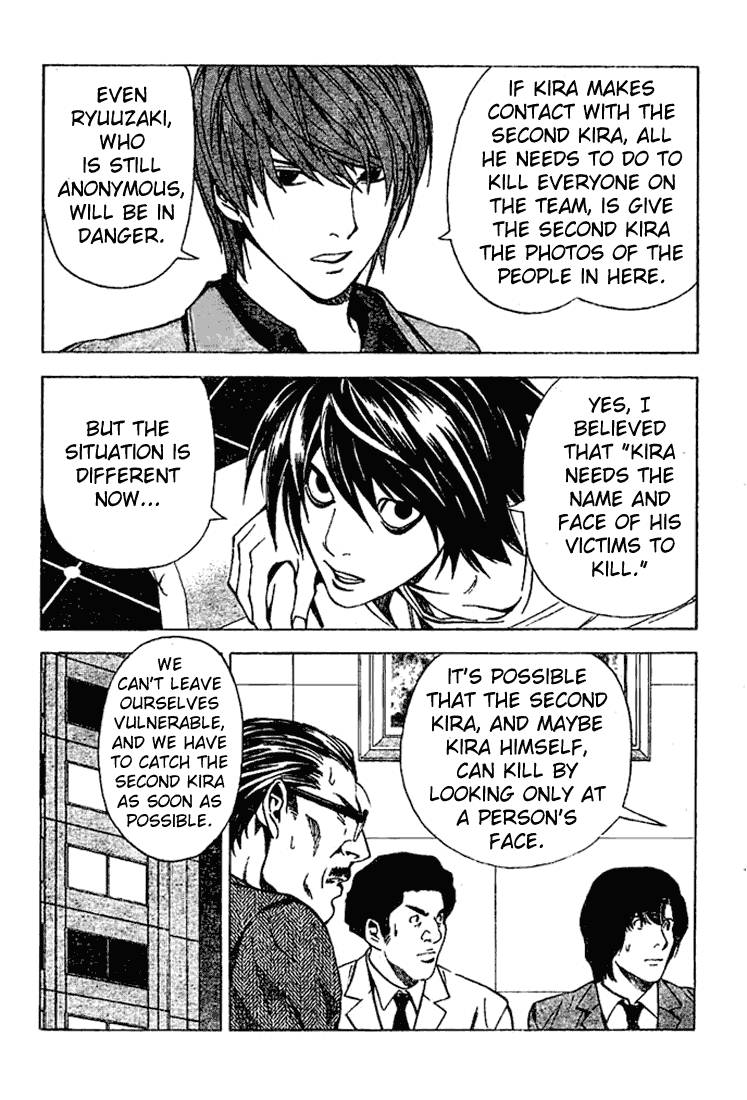 IF KIRA MAKES
CONTACT WITH THE
SECOND KIRA, ALL
HE NEEDS TO DO TO
KILL EVERYONE ON
THE TEAM, IS GIVE
THE SECOND KIRA
THE PHOTOS OF THE
PEOPLE IN HERE.
EVEN
RYUUZAKI,
WHO
IS STILL
ANONYMOUS,
WILL BE IN
DANGER.
YES, I
BELIEVED
THAT "KIRA
NEEDS THE
NAME AND
FACE OF HIS
VICTIMS TO
KILL."
BUT THE
SITUATION IS
DIFFERENT
NOW...
IT'S POSSIBLE
THAT THE SECOND
KIRA, AND MAYBE
KIRA HIMSELF,
CAN KILL BY
LOOKING ONLY AT
A PERSON'S
FACE.
WE
CAN'T LEAVE
OURSELVES
VULNERABLE,
AND WE HAVE
TO CATCH THE
SECOND KIRA
AS SOON AS
POSSIBLE.